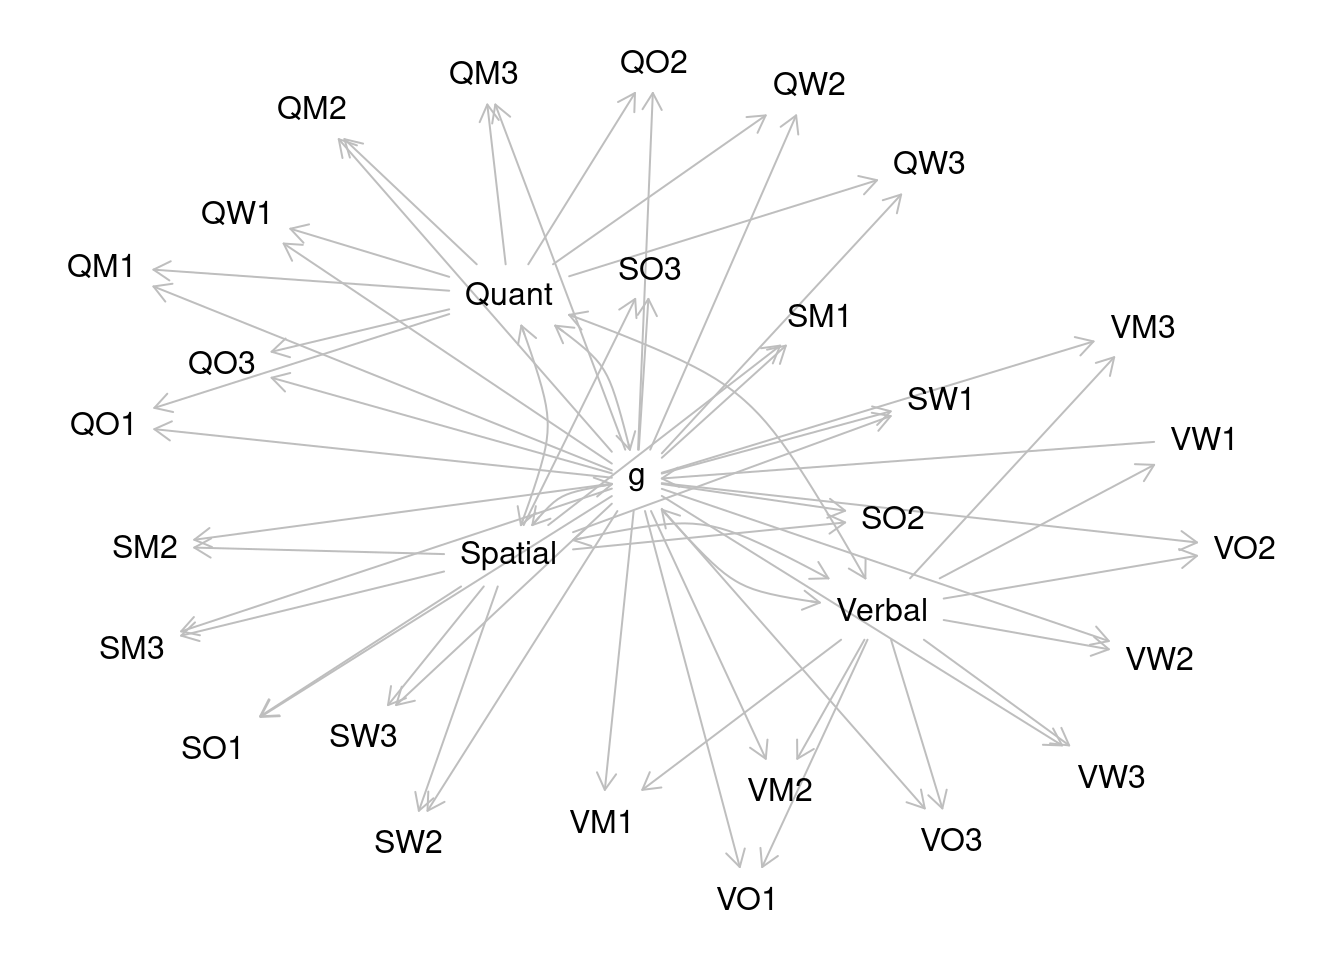 QO2
QM3
QW2
QM2
QW3
QW1
QM1
SO3
Quant
SM1
VM3
QO3
SW1
QO1
VW1
g
SO2
SM2
VO2
Spatial
Verbal
SM3
VW2
SW3
SO1
VW3
VM2
VM1
VO3
SW2
VO1